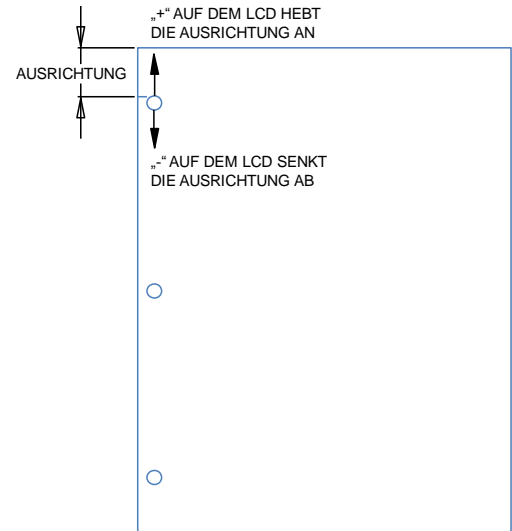 „+“ AUF DEM LCD HEBT
DIE AUSRICHTUNG AN
AUSRICHTUNG
„-“ AUF DEM LCD SENKT
DIE AUSRICHTUNG AB